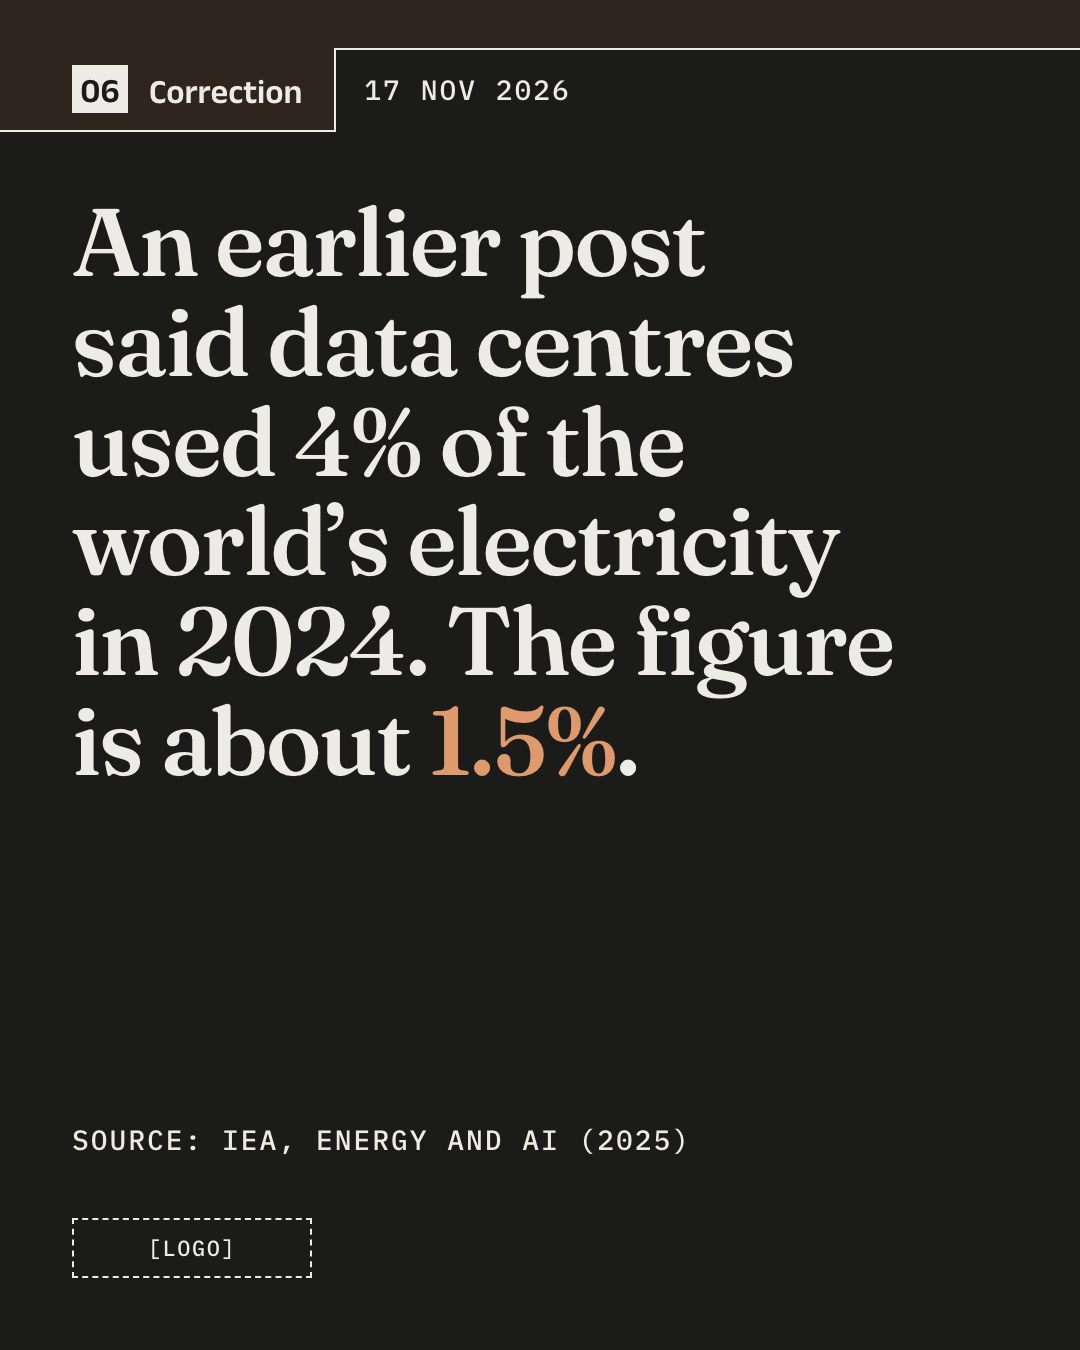 06 Correction 17 NOV 2026
An earlier post
said data centres
used 4% of the
world’s electricity
in 2024. The figure
is about 1.5%.
SOURCE: IEA, ENERGY AND AI (2025)
[LOGO]